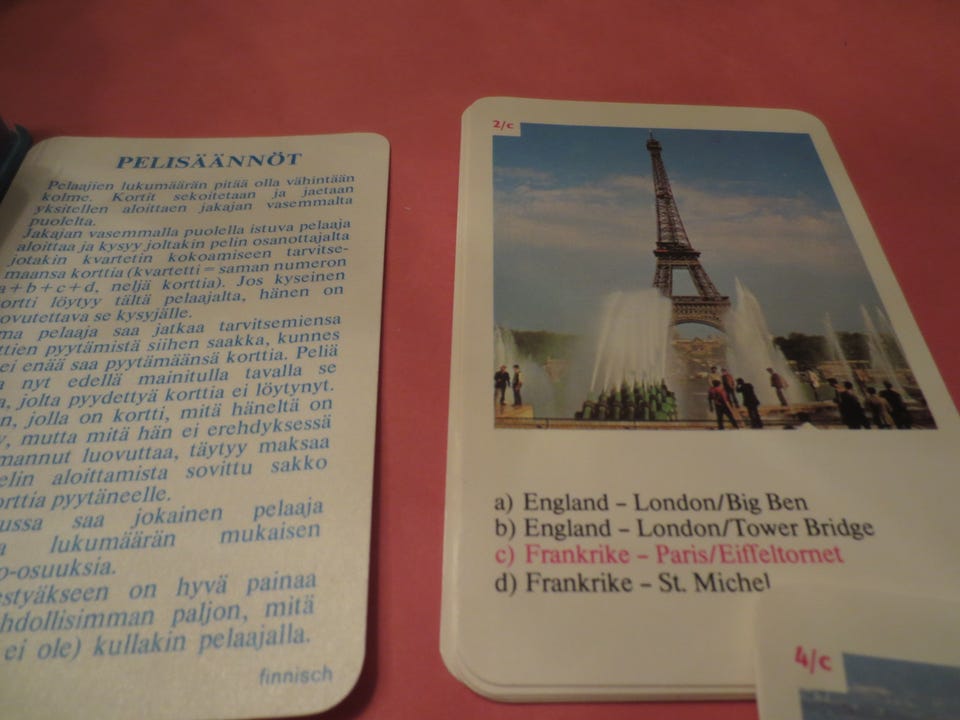 PELISÄÄNNÖT
Pelaajien lukumäärän pitää olla vähintään
kolme. Kortit sekoitetaan ja jaetaan
yksitellen aloittaen jakajan vasemmalta
puolelta.
Jakajan vasemmalla puolella istuva pelaaja
aloittaa ja kysyy joltakin pelin osanottajalta
jotakin kvartetin kokoamiseen tarvitse-
maansa korttia (kvartetti = saman numeron
a+b+c+d, neljä korttia). Jos kyseinen
kortti löytyy tältä pelaajalta, hänen on
luovutettava se kysyjälle.
ma pelaaja saa jatkaa tarvitsemiensa
ttien pyytämistä siihen saakka, kunnes
ei enää saa pyytämäänsä korttia. Peliä
a nyt edellä mainitulla tavalla se
a, jolta pydettyä korttia ei löytynyt.
n, jolla on kortti, mitä häneltä on
y, mutta mitä hän ei erehdyksessä
mannut luovuttaa, täytyy maksaa
elin aloittamista sovittu sakko
orttia pyytäneelle.
ussa saa jokainen pelaaja
a lukumäärän mukaisen
o-osuuksia.
estyäkseen on hyvä painaa
hdollisimman paljon, mitä
ei ole) kullakin pelaajalla.
finnisch
2/c
a) England – London/Big Ben
b) England – London/Tower Bridge
c) Frankrike – Paris/Eiffeltornet
d) Frankrike – St. Michel
4/c